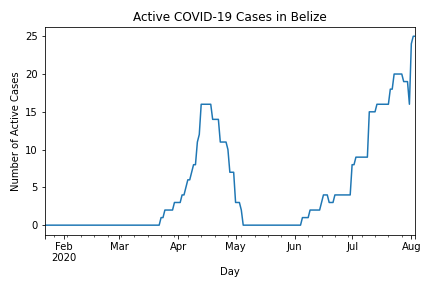 Active COVID-19 Cases in Belize
Number of Active Cases
25
20
15
10
5
0
Feb Mar Apr May Jun Jul Aug
2020
Day